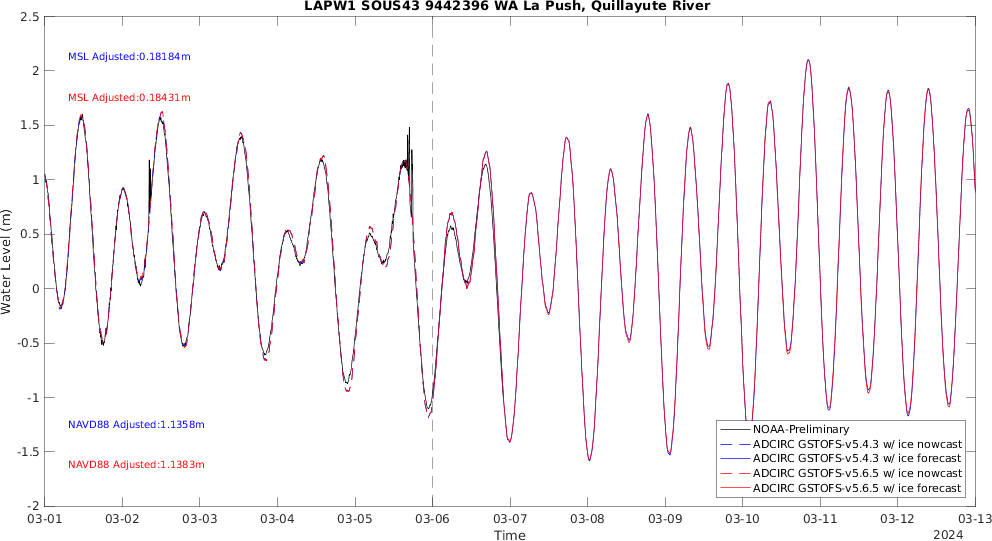 LAPW1 SOUS43 9442396 WA La Push, Quillayute River
2.5
2
1.5
1
0.5
0
-0.5
-1
-1.5
-2
Water Level (m)
MSL Adjusted:0.18184m
MSL Adjusted:0.18431m
NAVD88 Adjusted:1.1358m
NAVD88 Adjusted:1.1383m
NOAA-Preliminary
ADCIRC GSTOFS-v5.4.3 w/ ice nowcast
ADCIRC GSTOFS-v5.4.3 w/ ice forecast
ADCIRC GSTOFS-v5.6.5 w/ ice nowcast
ADCIRC GSTOFS-v5.6.5 w/ ice forecast
03-01 03-02 03-03 03-04 03-05 03-06 03-07 03-08 03-09 03-10 03-11 03-12 03-13
Time
2024